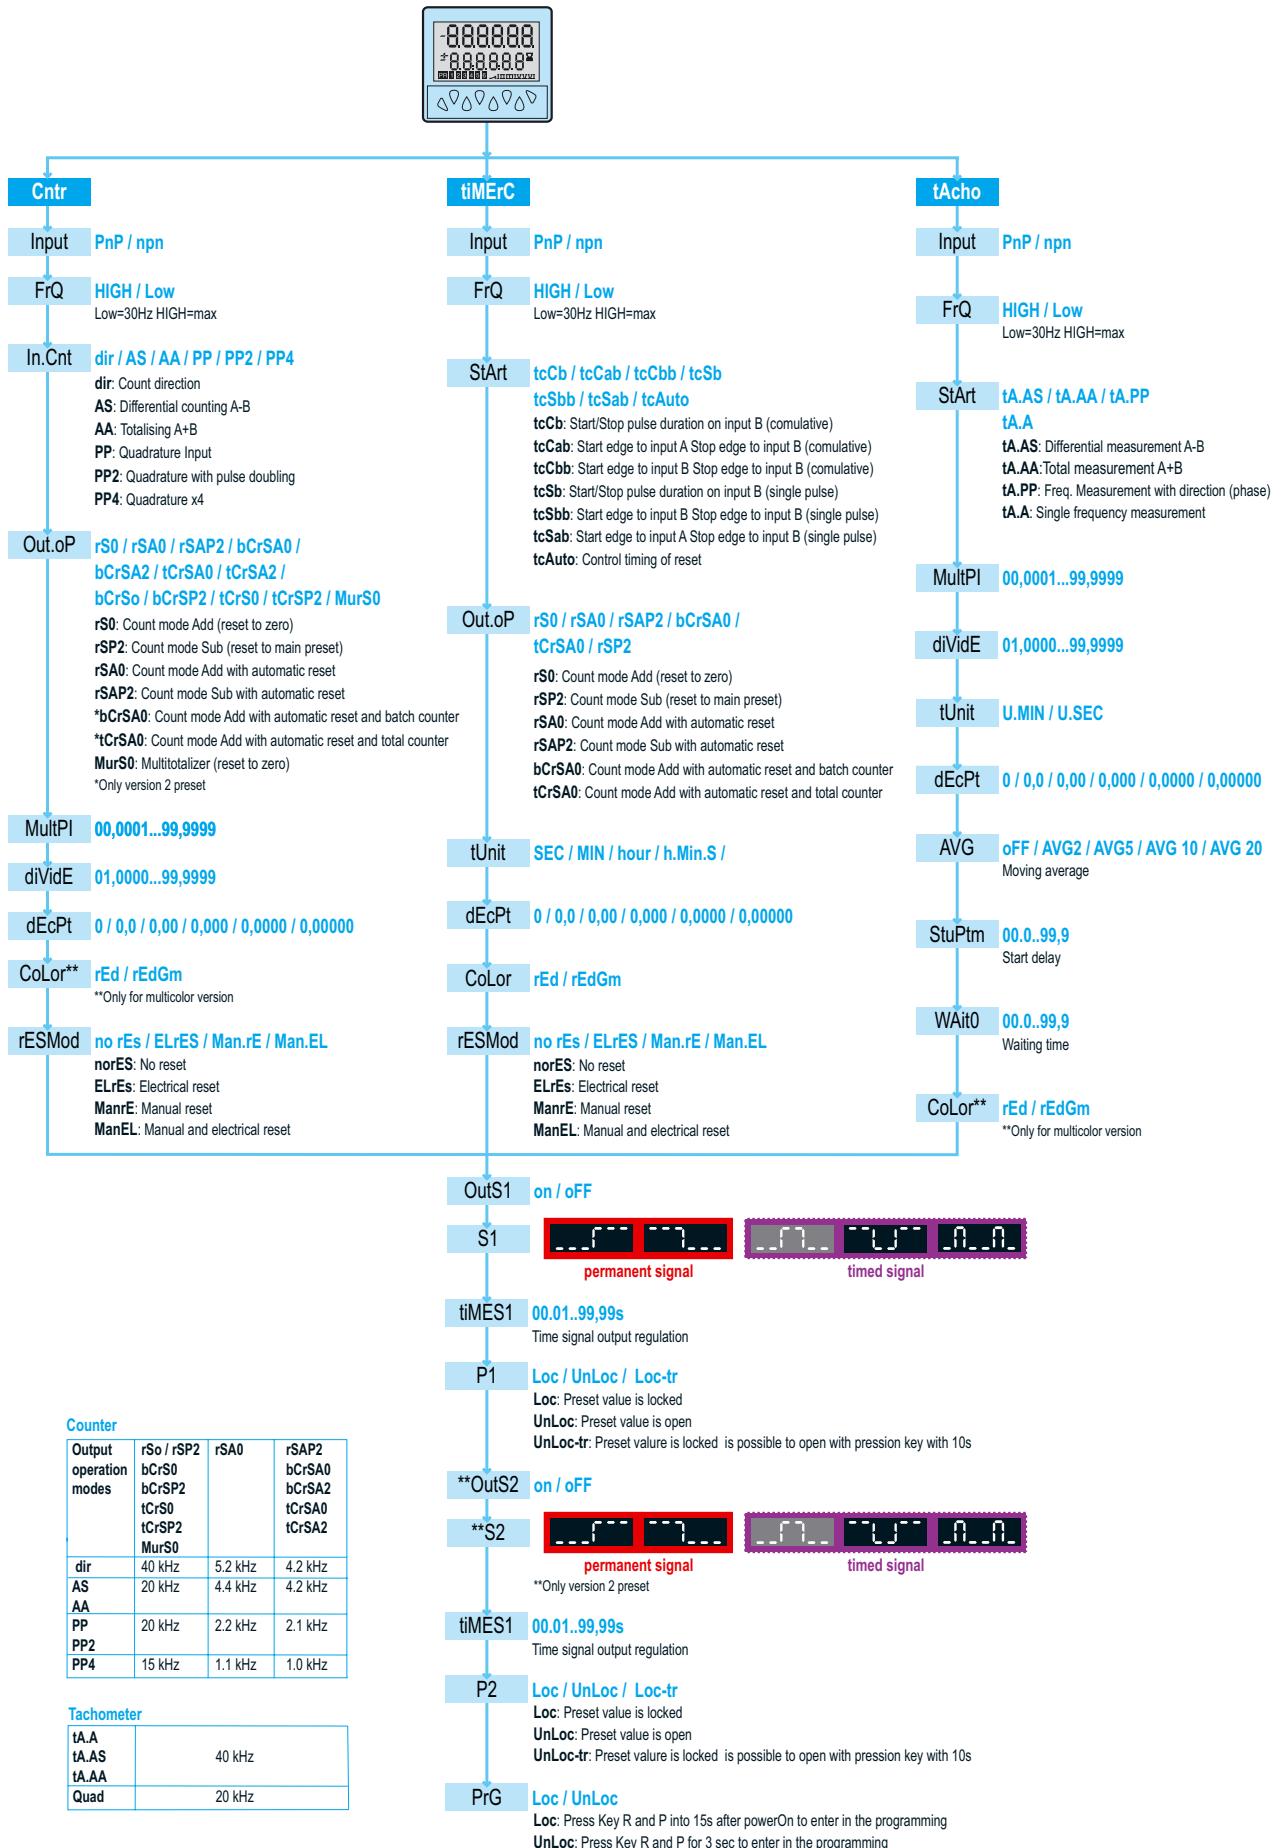 Cntr
Input PnP / npn
FrQ HIGH / Low
Low=30Hz HIGH=max
In.Cnt dir / AS / AA / PP / PP2 / PP4
dir: Count direction
AS: Differential counting A-B
AA: Totalising A+B
PP: Quadrature Input
PP2: Quadrature with pulse doubling
PP4: Quadrature x4
Out.oP rS0 / rSA0 / rSAP2 / bCrSA0 /
bCrSA2 / tCrSA0 / tCrSA2 /
bCrSo / bCrSP2 / tCrS0 / tCrSP2 / MurS0
rS0: Count mode Add (reset to zero)
rSP2: Count mode Sub (reset to main preset)
rSA0: Count mode Add with automatic reset
rSAP2: Count mode Sub with automatic reset
*bCrSA0: Count mode Add with automatic reset and batch counter
*tCrSA0: Count mode Add with automatic reset and total counter
MurS0: Multitotalizer (reset to zero)
*Only version 2 preset
MultPl 00,0001...99,9999
diVidE 01,0000...99,9999
dEcPt 0 / 0,0 / 0,00 / 0,000 / 0,0000 / 0,00000
CoLor** rEd / rEdGm
**Only for multicolor version
rESMod no rEs / ELrES / Man.rE / Man.EL
norES: No reset
ELrEs: Electrical reset
ManrE: Manual reset
ManEL: Manual and electrical reset
tiMErC
Input PnP / npn
FrQ HIGH / Low
Low=30Hz HIGH=max
StArt tcCb / tcCab / tcCbb / tcSb
tcSbb / tcSab / tcAuto
tcCb: Start/Stop pulse duration on input B (comulative)
tcCab: Start edge to input A Stop edge to input B (comulative)
tcCbb: Start edge to input B Stop edge to input B (comulative)
tcSb: Start/Stop pulse duration on input B (single pulse)
tcSbb: Start edge to input B Stop edge to input B (single pulse)
tcSab: Start edge to input A Stop edge to input B (single pulse)
tcAuto: Control timing of reset
Out.oP rS0 / rSA0 / rSAP2 / bCrSA0 /
tCrSA0 / rSP2
rS0: Count mode Add (reset to zero)
rSP2: Count mode Sub (reset to main preset)
rSA0: Count mode Add with automatic reset
rSAP2: Count mode Sub with automatic reset
bCrSA0: Count mode Add with automatic reset and batch counter
tCrSA0: Count mode Add with automatic reset and total counter
tUnit SEC / MIN / hour / h.Min.S /
dEcPt 0 / 0,0 / 0,00 / 0,000 / 0,0000 / 0,00000
CoLor rEd / rEdGm
rESMod no rEs / ELrES / Man.rE / Man.EL
norES: No reset
ELrEs: Electrical reset
ManrE: Manual reset
ManEL: Manual and electrical reset
tAcho
Input PnP / npn
FrQ HIGH / Low
Low=30Hz HIGH=max
StArt tA.AS / tA.AA / tA.PP
tA.A
tA.AS: Differential measurement A-B
tA.AA:Total measurement A+B
tA.PP: Freq. Measurement with direction (phase)
tA.A: Single frequency measurement
MultPl 00,0001...99,9999
diVidE 01,0000...99,9999
tUnit U.MIN / U.SEC
dEcPt 0 / 0,0 / 0,00 / 0,000 / 0,0000 / 0,00000
AVG oFF / AVG2 / AVG5 / AVG 10 / AVG 20
Moving average
StuPtm 00.0..99,9
Start delay
WAit0 00.0..99,9
Waiting time
CoLor** rEd / rEdGm
**Only for multicolor version
OutS1 on / oFF
S1
permanent signal timed signal
tiMES1 00.01..99,99s
Time signal output regulation
P1 Loc / UnLoc / Loc-tr
Loc: Preset value is locked
UnLoc: Preset value is open
UnLoc-tr: Preset valure is locked is possible to open with pression key with 10s
**OutS2 on / oFF
**S2
permanent signal timed signal
**Only version 2 preset
tiMES1 00.01..99,99s
Time signal output regulation
P2 Loc / UnLoc / Loc-tr
Loc: Preset value is locked
UnLoc: Preset value is open
UnLoc-tr: Preset valure is locked is possible to open with pression key with 10s
PrG Loc / UnLoc
Loc: Press Key R and P into 15s after powerOn to enter in the programming
UnLoc: Press Key R and P for 3 sec to enter in the programming
Counter
Output rSo / rSP2 rSA0 rSAP2
operation bCrS0 bCrSA0
modes bCrSP2 bCrSA2
tCrS0 tCrSA0
tCrSP2 tCrSA2
MurS0
dir 40 kHz 5.2 kHz 4.2 kHz
AS 20 kHz 4.4 kHz 4.2 kHz
AA
PP 20 kHz 2.2 kHz 2.1 kHz
PP2
PP4 15 kHz 1.1 kHz 1.0 kHz
Tachometer
tA.A
tA.AS 40 kHz
tA.AA
Quad 20 kHz